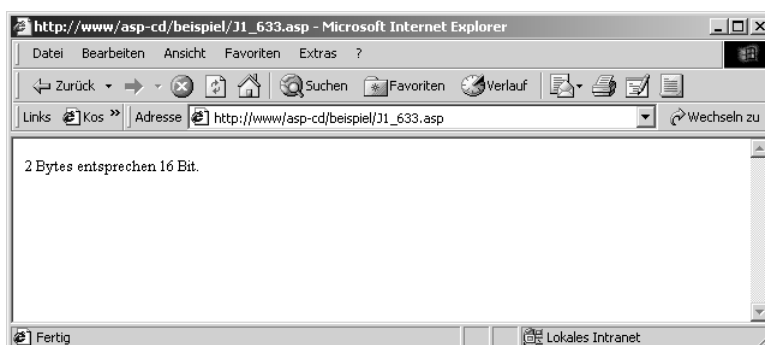 http://www/asp-cd/beispiel/J1_633.asp - Microsoft Internet Explorer
Datei Bearbeiten Ansicht Favoriten Extras ?
Zurück Suchen Favoriten Verlauf
Links Kos » Adresse http://www/asp-cd/beispiel/J1_633.asp Wechseln zu
2 Bytes entsprechen 16 Bit.
Fertig Lokales Intranet